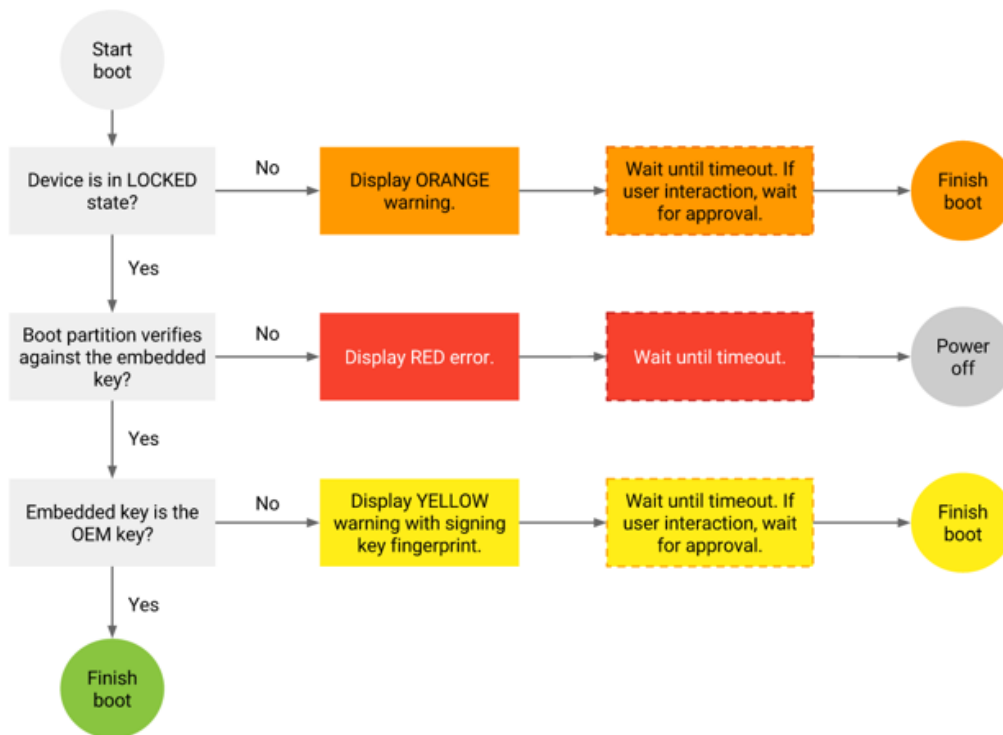 Start
boot
Device is in LOCKED
state?
No
Display ORANGE
warning.
Wait until timeout. If
user interaction, wait
for approval.
Finish
boot
Yes
Boot partition verifies
against the embedded
key?
No
Display RED error.
Wait until timeout.
Power
off
Yes
Embedded key is the
OEM key?
No
Display YELLOW
warning with signing
key fingerprint.
Wait until timeout. If
user interaction, wait
for approval.
Finish
boot
Yes
Finish
boot